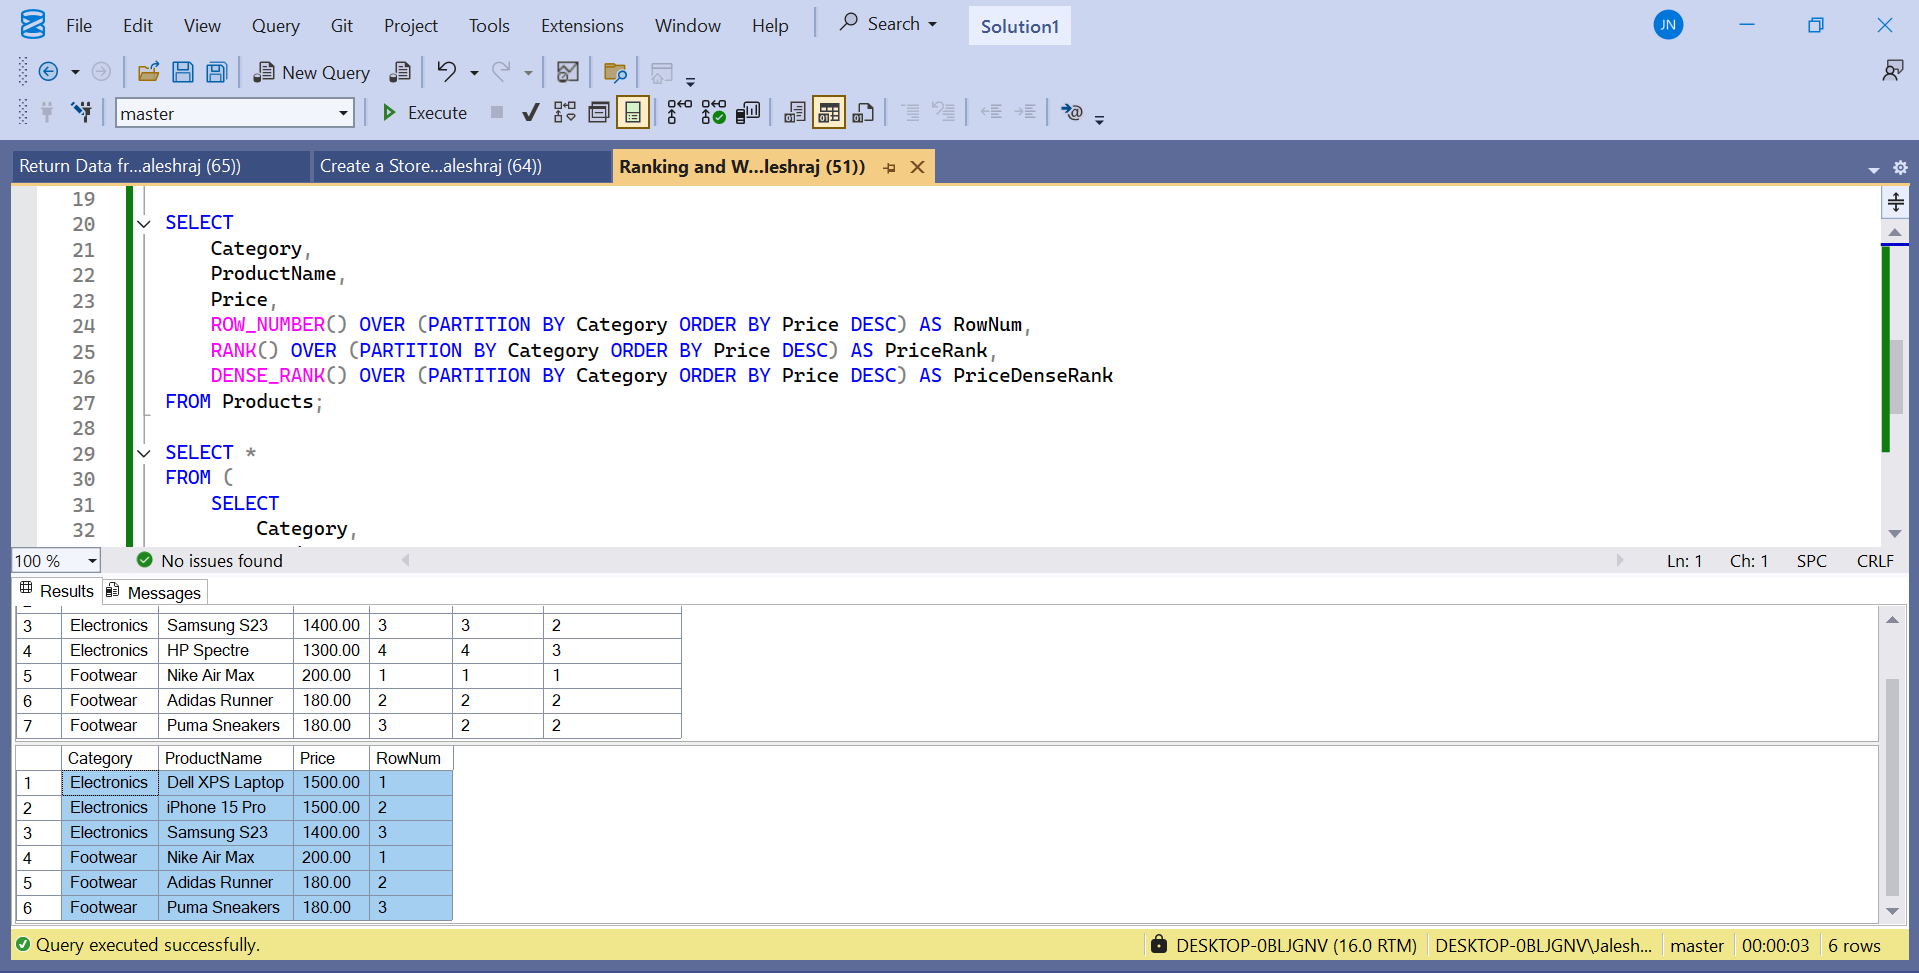 File Edit View Query Git Project Tools Extensions Window Help Search Solution1 JN
New Query
master Execute
Return Data fr...aleshraj (65)) Create a Store...aleshraj (64)) Ranking and W...leshraj (51))
19
20 SELECT
21 Category,
22 ProductName,
23 Price,
24 ROW_NUMBER() OVER (PARTITION BY Category ORDER BY Price DESC) AS RowNum,
25 RANK() OVER (PARTITION BY Category ORDER BY Price DESC) AS PriceRank,
26 DENSE_RANK() OVER (PARTITION BY Category ORDER BY Price DESC) AS PriceDenseRank
27 FROM Products;
28
29 SELECT *
30 FROM (
31 SELECT
32 Category,
100 % No issues found Ln: 1 Ch: 1 SPC CRLF
Results Messages
3 Electronics Samsung S23 1400.00 3 3 2
4 Electronics HP Spectre 1300.00 4 4 3
5 Footwear Nike Air Max 200.00 1 1 1
6 Footwear Adidas Runner 180.00 2 2 2
7 Footwear Puma Sneakers 180.00 3 2 2
Category ProductName Price RowNum
1 Electronics Dell XPS Laptop 1500.00 1
2 Electronics iPhone 15 Pro 1500.00 2
3 Electronics Samsung S23 1400.00 3
4 Footwear Nike Air Max 200.00 1
5 Footwear Adidas Runner 180.00 2
6 Footwear Puma Sneakers 180.00 3
Query executed successfully. DESKTOP-0BLJGNV (16.0 RTM) DESKTOP-0BLJGNV\Jalesh... master 00:00:03 6 rows